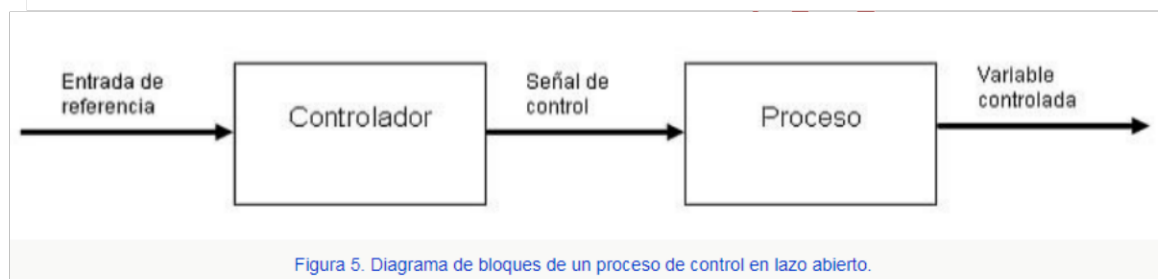 Entrada de
referencia
Controlador
Señal de
control
Proceso
Variable
controlada
Figura 5. Diagrama de bloques de un proceso de control en lazo abierto.